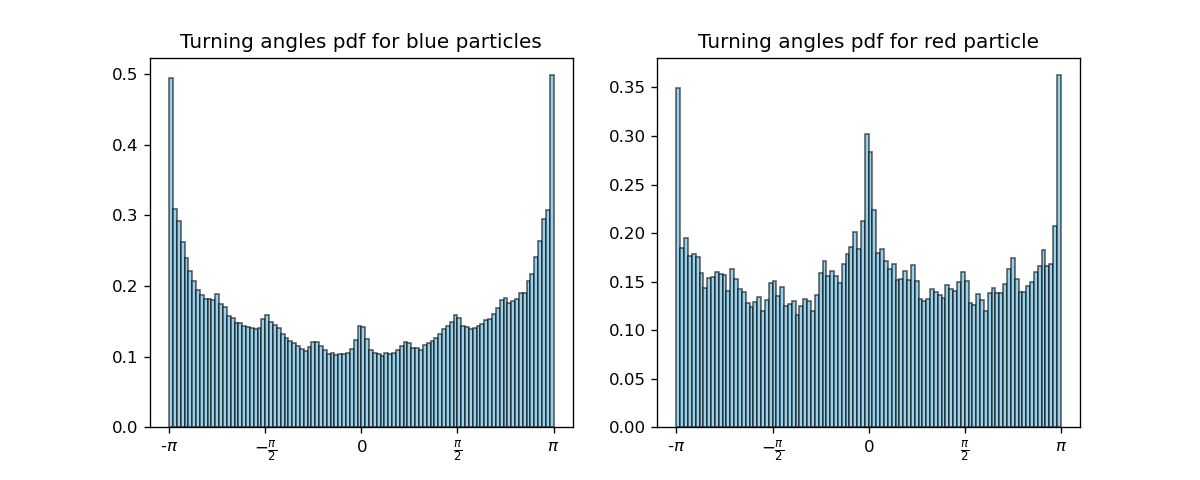 Turning angles pdf for blue particles
0.5
0.4
0.3
0.2
0.1
0.0
-π
−π/2
0
π/2
π
Turning angles pdf for red particle
0.35
0.30
0.25
0.20
0.15
0.10
0.05
0.00
-π
−π/2
0
π/2
π